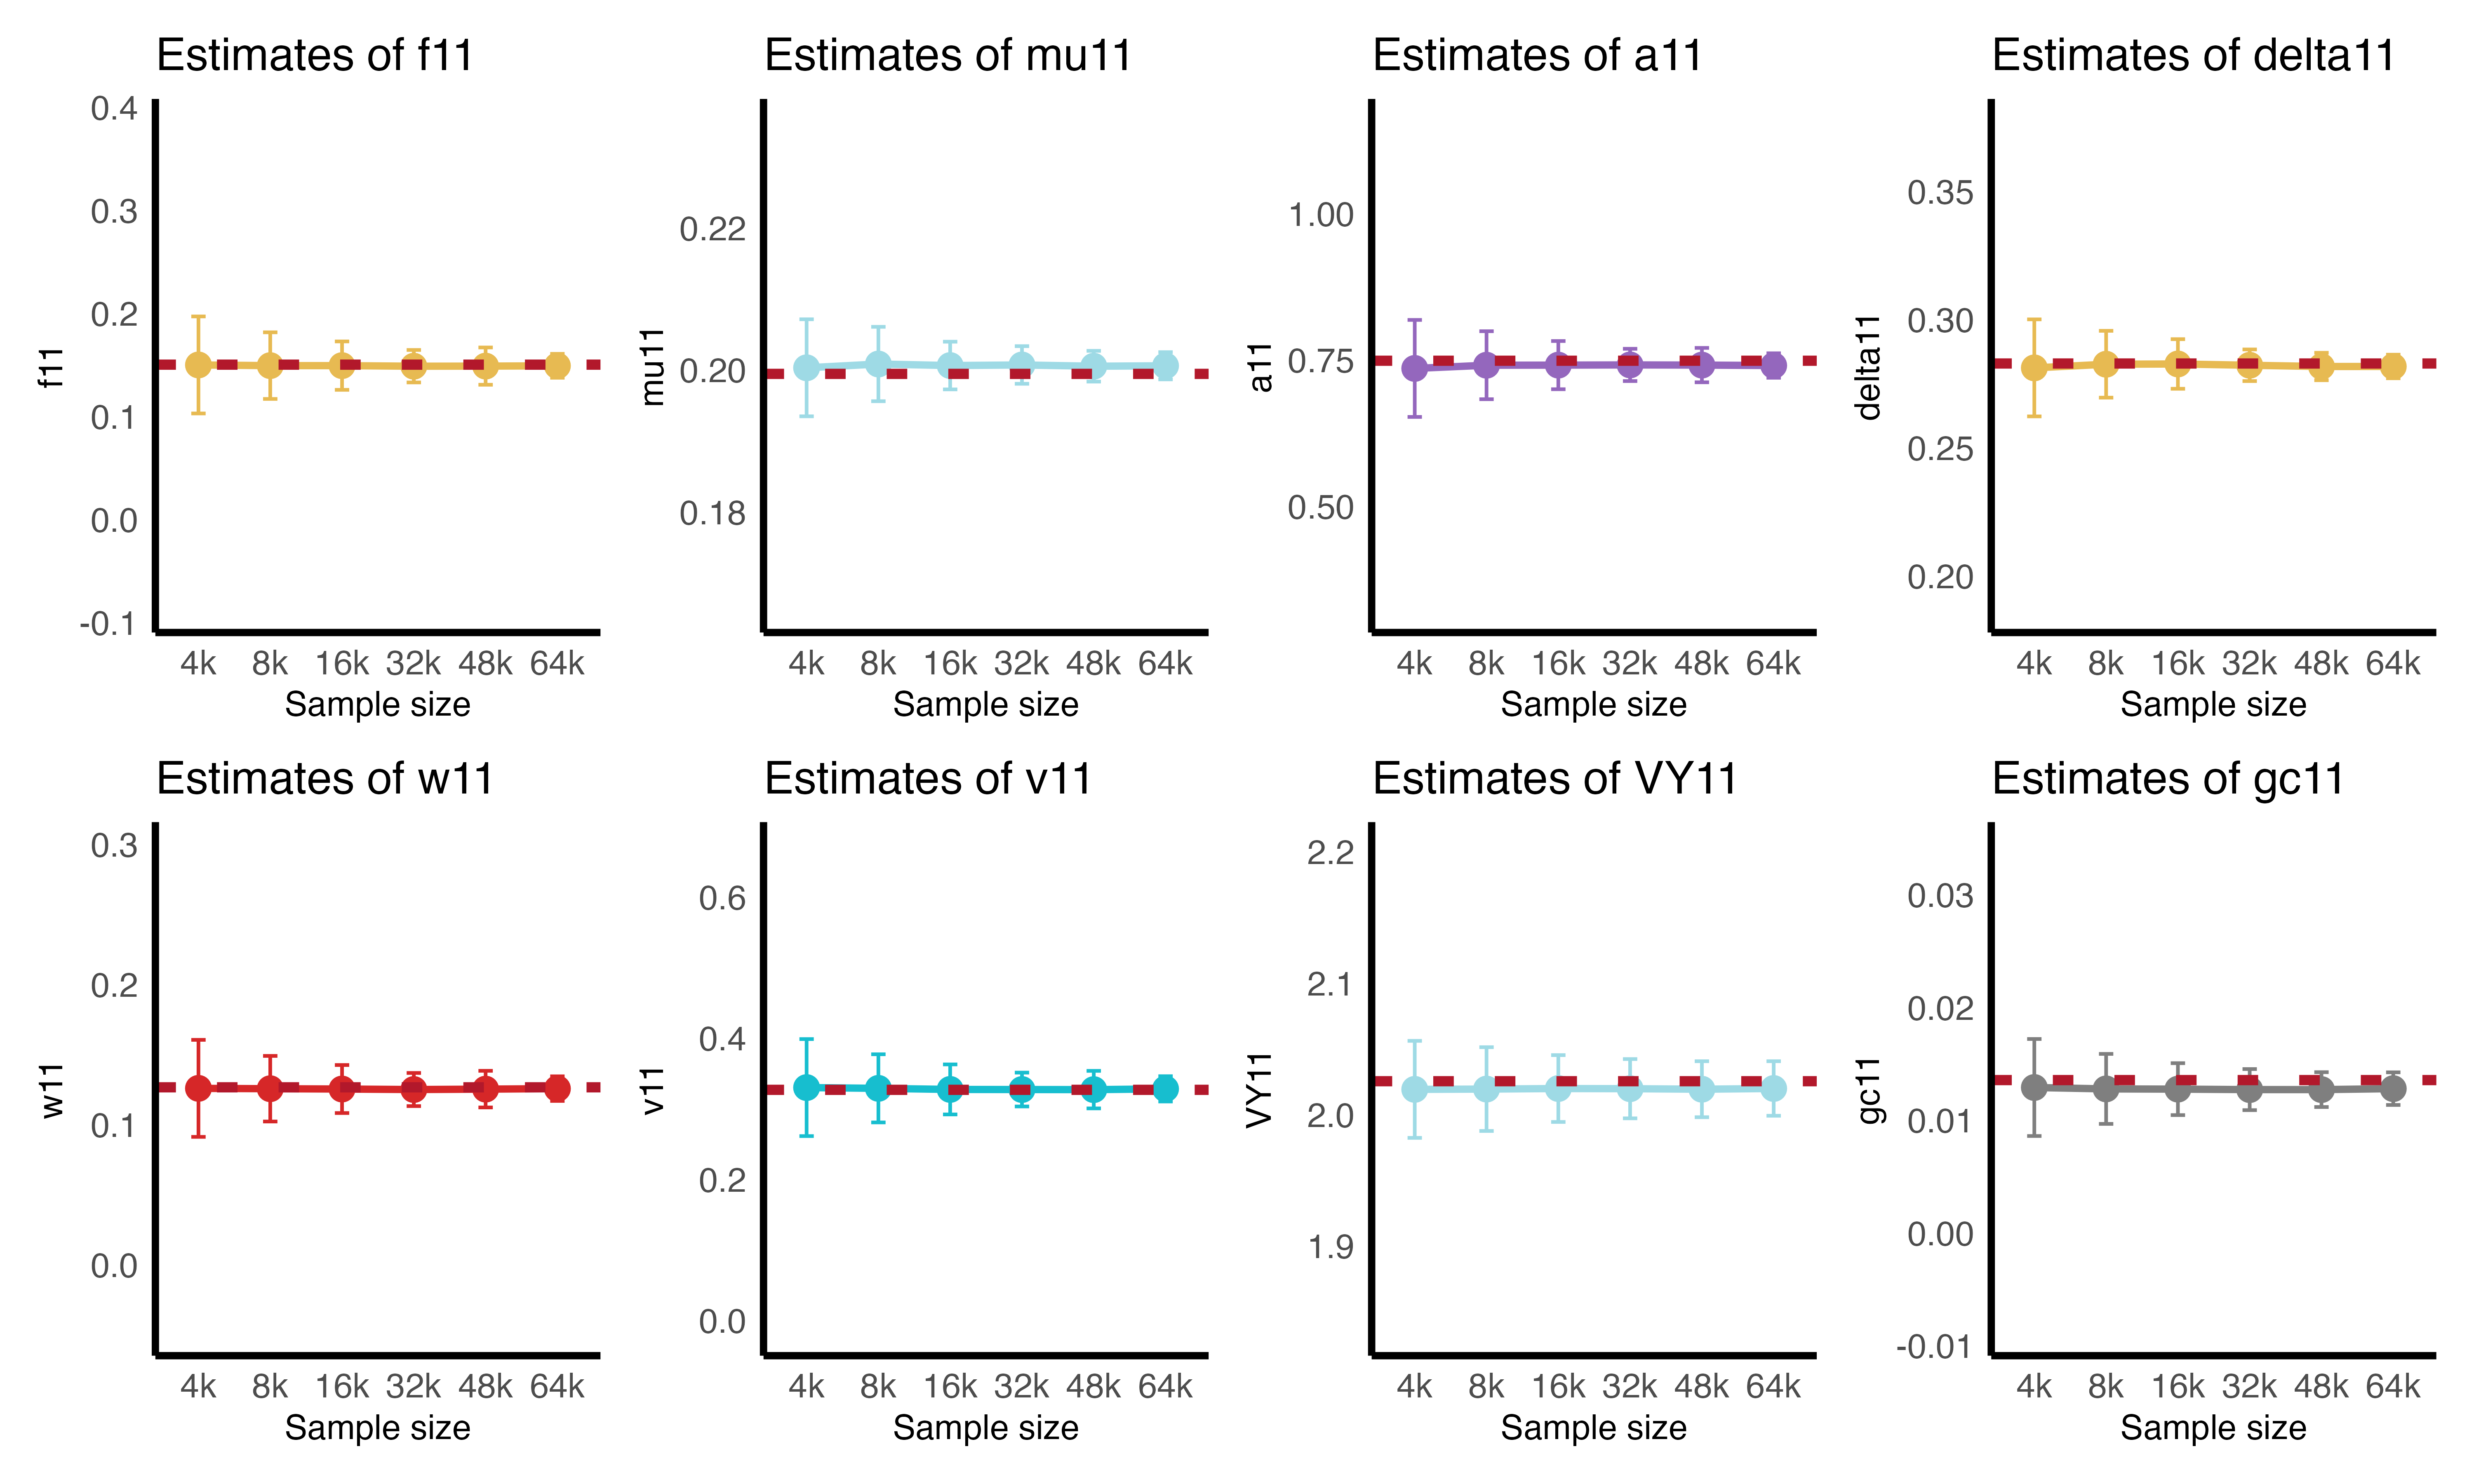 Estimates of f11
0.4
0.3
0.2
0.1
0.0
-0.1
f11
4k 8k 16k 32k 48k 64k
Sample size
Estimates of mu11
0.22
0.20
0.18
mu11
4k 8k 16k 32k 48k 64k
Sample size
Estimates of a11
1.00
0.75
0.50
a11
4k 8k 16k 32k 48k 64k
Sample size
Estimates of delta11
0.35
0.30
0.25
0.20
delta11
4k 8k 16k 32k 48k 64k
Sample size
Estimates of w11
0.3
0.2
0.1
0.0
w11
4k 8k 16k 32k 48k 64k
Sample size
Estimates of v11
0.6
0.4
0.2
0.0
v11
4k 8k 16k 32k 48k 64k
Sample size
Estimates of VY11
2.2
2.1
2.0
1.9
VY11
4k 8k 16k 32k 48k 64k
Sample size
Estimates of gc11
0.03
0.02
0.01
0.00
-0.01
gc11
4k 8k 16k 32k 48k 64k
Sample size